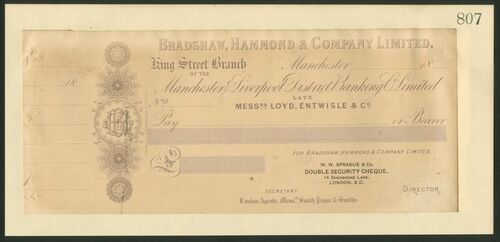 807
BRADSHAW, HAMMOND & COMPANY LIMITED.
King Street Branch
Manchester 18
OF THE
18
Manchester & Liverpool District Banking Co. Limited
LATE
MESSRS LOYD, ENTWISLE & Co.
Pay or Bearer
£
FOR BRADSHAW, HAMMOND & COMPANY LIMITED
W. W. SPRAGUE & Co.
DOUBLE SECURITY CHEQUE,
14 SHERBORNE LANE,
LONDON, E.C.
SECRETARY
DIRECTOR
London Agents, Messrs. Smith Payne & Smiths.